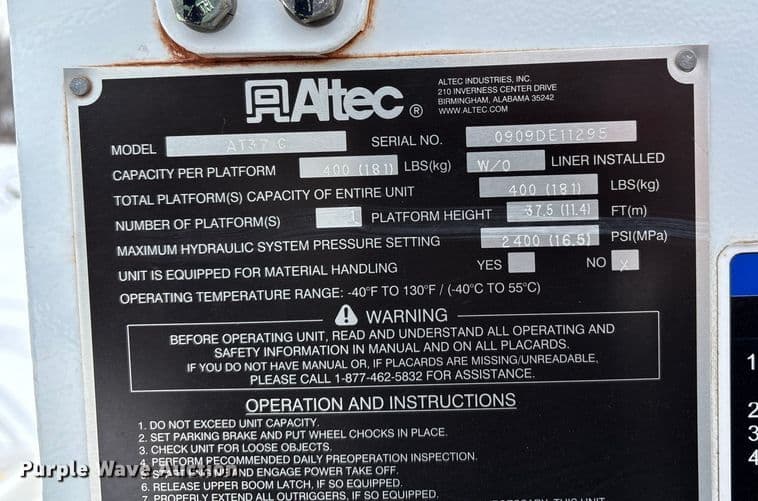 Altec ®
ALTEC INDUSTRIES, INC.
210 INVERNESS CENTER DRIVE
BIRMINGHAM, ALABAMA 35242
WWW.ALTEC.COM
MODEL AT37 G SERIAL NO. 0909DE11295
CAPACITY PER PLATFORM 400 (181) LBS(kg) W/O LINER INSTALLED
TOTAL PLATFORM(S) CAPACITY OF ENTIRE UNIT 400 (181) LBS(kg)
NUMBER OF PLATFORM(S) 1 PLATFORM HEIGHT 37.5 (11.4) FT(m)
MAXIMUM HYDRAULIC SYSTEM PRESSURE SETTING 2400 (16.5) PSI(MPa)
UNIT IS EQUIPPED FOR MATERIAL HANDLING YES NO X
OPERATING TEMPERATURE RANGE: -40°F TO 130°F / (-40°C TO 55°C)
WARNING
BEFORE OPERATING UNIT, READ AND UNDERSTAND ALL OPERATING AND
SAFETY INFORMATION IN MANUAL AND ON ALL PLACARDS.
IF YOU DO NOT HAVE MANUAL OR, IF PLACARDS ARE MISSING/UNREADABLE,
PLEASE CALL 1-877-462-5832 FOR ASSISTANCE.
OPERATION AND INSTRUCTIONS
1. DO NOT EXCEED UNIT CAPACITY.
2. SET PARKING BRAKE AND PUT WHEEL CHOCKS IN PLACE.
3. CHECK UNIT FOR LOOSE OBJECTS.
4. PERFORM RECOMMENDED DAILY PREOPERATION INSPECTION.
AND ENGAGE POWER TAKE OFF.
6. RELEASE UPPER BOOM LATCH, IF SO EQUIPPED.
7. PROPERLY EXTEND ALL OUTRIGGERS, IF SO EQUIPPED.
NECESSARY, THIS UNIT
1
2
3
4
Purple Wave Auction